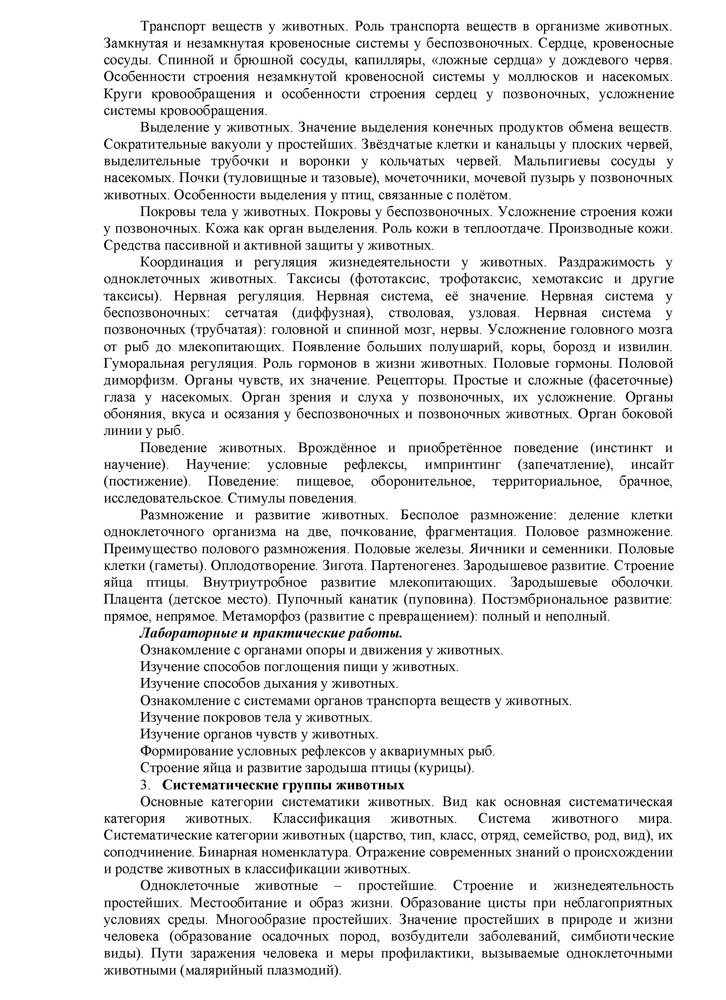 Транспорт веществ у животных. Роль транспорта веществ в организме животных.
Замкнутая и незамкнутая кровеносные системы у беспозвоночных. Сердце, кровеносные
сосуды. Спинной и брюшной сосуды, капилляры, «ложные сердца» у дождевого червя.
Особенности строения незамкнутой кровеносной системы у моллюсков и насекомых.
Круги кровообращения и особенности строения сердец у позвоночных, усложнение
системы кровообращения.
Выделение у животных. Значение выделения конечных продуктов обмена веществ.
Сократительные вакуоли у простейших. Звёздчатые клетки и канальцы у плоских червей,
выделительные трубочки и воронки у кольчатых червей. Мальпигиевы сосуды у
насекомых. Почки (туловищные и тазовые), мочеточники, мочевой пузырь у позвоночных
животных. Особенности выделения у птиц, связанные с полётом.
Покровы тела у животных. Покровы у беспозвоночных. Усложнение строения кожи
у позвоночных. Кожа как орган выделения. Роль кожи в теплоотдаче. Производные кожи.
Средства пассивной и активной защиты у животных.
Координация и регуляция жизнедеятельности у животных. Раздражимость у
одноклеточных животных. Таксисы (фототаксис, трофотаксис, хемотаксис и другие
таксисы). Нервная регуляция. Нервная система, её значение. Нервная система у
беспозвоночных: сетчатая (диффузная), стволовая, узловая. Нервная система у
позвоночных (трубчатая): головной и спинной мозг, нервы. Усложнение головного мозга
от рыб до млекопитающих. Появление больших полушарий, коры, борозд и извилин.
Гуморальная регуляция. Роль гормонов в жизни животных. Половые гормоны. Половой
диморфизм. Органы чувств, их значение. Рецепторы. Простые и сложные (фасеточные)
глаза у насекомых. Орган зрения и слуха у позвоночных, их усложнение. Органы
обоняния, вкуса и осязания у беспозвоночных и позвоночных животных. Орган боковой
линии у рыб.
Поведение животных. Врождённое и приобретённое поведение (инстинкт и
научение). Научение: условные рефлексы, импринтинг (запечатление), инсайт
(постижение). Поведение: пищевое, оборонительное, территориальное, брачное,
исследовательское. Стимулы поведения.
Размножение и развитие животных. Бесполое размножение: деление клетки
одноклеточного организма на две, почкование, фрагментация. Половое размножение.
Преимущество полового размножения. Половые железы. Яичники и семенники. Половые
клетки (гаметы). Оплодотворение. Зигота. Партеногенез. Зародышевое развитие. Строение
яйца птицы. Внутриутробное развитие млекопитающих. Зародышевые оболочки.
Плацента (детское место). Пупочный канатик (пуповина). Постэмбриональное развитие:
прямое, непрямое. Метаморфоз (развитие с превращением): полный и неполный.
Лабораторные и практические работы.
Ознакомление с органами опоры и движения у животных.
Изучение способов поглощения пищи у животных.
Изучение способов дыхания у животных.
Ознакомление с системами органов транспорта веществ у животных.
Изучение покровов тела у животных.
Изучение органов чувств у животных.
Формирование условных рефлексов у аквариумных рыб.
Строение яйца и развитие зародыша птицы (курицы).
3. Систематические группы животных
Основные категории систематики животных. Вид как основная систематическая
категория животных. Классификация животных. Система животного мира.
Систематические категории животных (царство, тип, класс, отряд, семейство, род, вид), их
соподчинение. Бинарная номенклатура. Отражение современных знаний о происхождении
и родстве животных в классификации животных.
Одноклеточные животные – простейшие. Строение и жизнедеятельность
простейших. Местообитание и образ жизни. Образование цисты при неблагоприятных
условиях среды. Многообразие простейших. Значение простейших в природе и жизни
человека (образование осадочных пород, возбудители заболеваний, симбиотические
виды). Пути заражения человека и меры профилактики, вызываемые одноклеточными
животными (малярийный плазмодий).